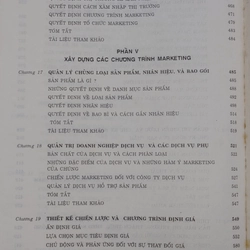 QUYẾT ĐỊNH CÁCH XÂM NHẬP THỊ TRƯỜNG
QUYẾT ĐỊNH CHƯƠNG TRÌNH MARKETING 471
QUYẾT ĐỊNH TỔ CHỨC MARKETING
TÓM TẮT
TÀI LIỆU THAM KHẢO
PHẦN V
XÂY DỰNG CÁC CHƯƠNG TRÌNH MARKETING
Chương 17 QUẢN LÝ CHỦNG LOẠI SẢN PHẨM, NHÃN HIỆU, VÀ BAO GÓI 485
SẢN PHẨM LÀ GÌ ?
NHỮNG QUYẾT ĐỊNH VỀ DANH MỤC SẢN PHẨM
QUYẾT ĐỊNH VỀ LOẠI SẢN PHẨM
QUYẾT ĐỊNH NHÃN HIỆU
QUYẾT ĐỊNH VỀ BAO BÌ VÀ CÁCH GẮN NHÃN HIỆU
TÓM TẮT
TÀI LIỆU THAM KHẢO
Chương 18 QUẢN TRỊ DOANH NGHIỆP DỊCH VỤ VÀ CÁC DỊCH VỤ PHỤ
BẢN CHẤT CỦA DỊCH VỤ VÀ CÁCH PHÂN LOẠI
NHỮNG ĐẶC ĐIỂM CỦA DỊCH VỤ VÀ NHỮNG HÀM Ý MARKETING
CỦA CHÚNG
CHIẾN LƯỢC MARKETING ĐỐI VỚI CÔNG TY DỊCH VỤ
QUẢN LÝ DỊCH VỤ HỖ TRỢ SẢN PHẨM
TÓM TẮT
TÀI LIỆU THAM KHẢO
Chương 19 THIẾT KẾ CHIẾN LƯỢC VÀ CHƯƠNG TRÌNH ĐỊNH GIÁ
ẤN ĐỊNH GIÁ
LỰA CHỌN MỤC TIÊU ĐỊNH GIÁ
CHỦ ĐỘNG VÀ PHẢN ỨNG ĐỐI VỚI SỰ THAY ĐỔI GIÁ